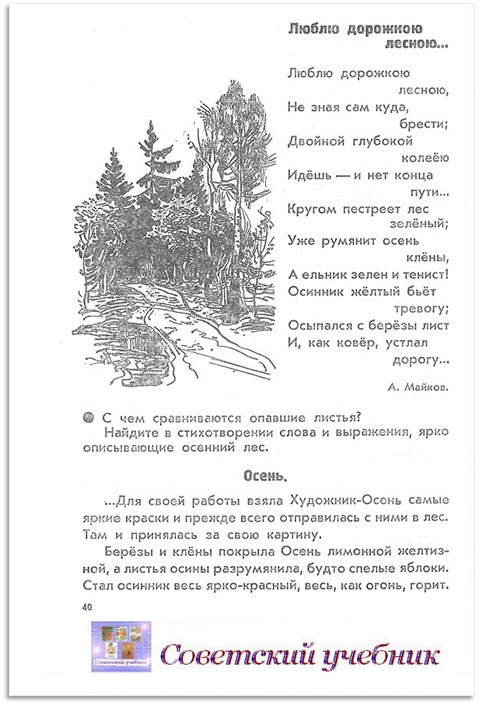 Люблю дорожкою
лесною...
Люблю дорожкою
лесною,
Не зная сам куда,
брести;
Двойной глубокой
колеёю
Идёшь — и нет конца
пути...
Кругом пестреет лес
зелёный;
Уже румянит осень
клёны,
А ельник зелен и тенист!
Осинник жёлтый бьёт
тревогу;
Осыпался с берёзы лист
И, как ковёр, устлал
дорогу...
А. Майков.
С чем сравниваются опавшие листья?
Найдите в стихотворении слова и выражения, ярко
описывающие осенний лес.
Осень.
...Для своей работы взяла Художник-Осень самые
яркие краски и прежде всего отправилась с ними в лес.
Там и принялась за свою картину.
Берёзы и клёны покрыла Осень лимонной желтиз-
ной, а листья осины разрумянила, будто спелые яблоки.
Стал осинник весь ярко-красный, весь, как огонь, горит.
40
Советский учебник
Советский учебник